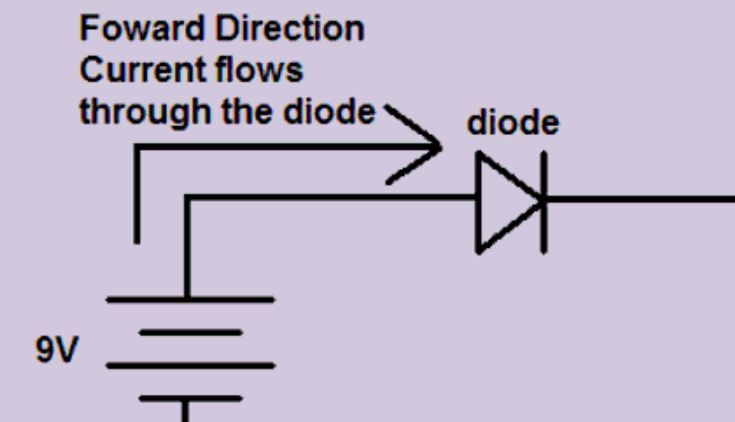 Foward Direction
Current flows
through the diode
diode
9V